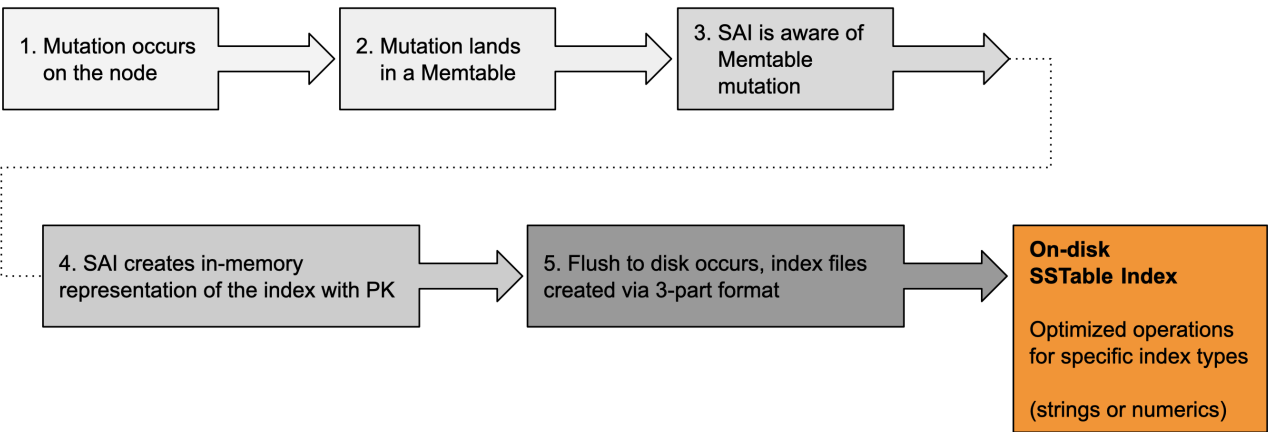 1. Mutation occurs
on the node
2. Mutation lands
in a Memtable
3. SAI is aware of
Memtable
mutation
4. SAI creates in-memory
representation of the index with PK
5. Flush to disk occurs, index files
created via 3-part format
On-disk
SSTable Index
Optimized operations
for specific index types
(strings or numerics)